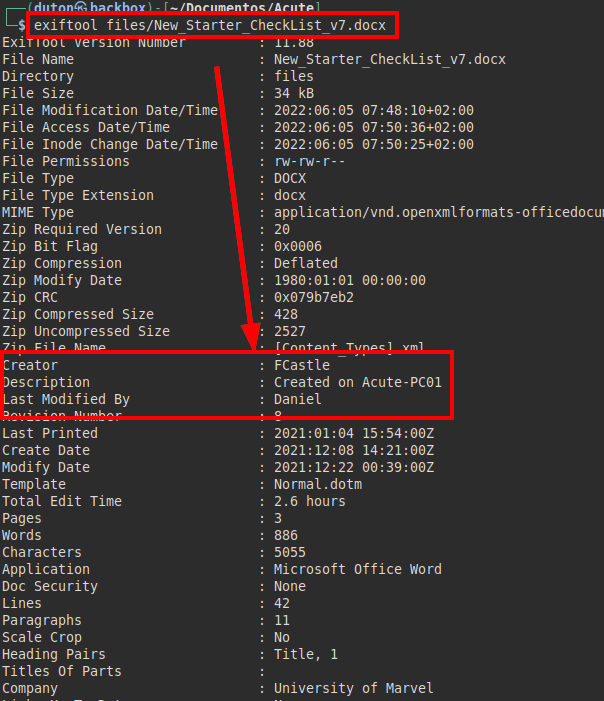 (duton㉿backbox)-[~/Documentos/Acute]
$ exiftool files/New_Starter_CheckList_v7.docx
ExifTool Version Number : 11.88
File Name : New_Starter_CheckList_v7.docx
Directory : files
File Size : 34 kB
File Modification Date/Time : 2022:06:05 07:48:10+02:00
File Access Date/Time : 2022:06:05 07:50:36+02:00
File Inode Change Date/Time : 2022:06:05 07:50:25+02:00
File Permissions : rw-rw-r--
File Type : DOCX
File Type Extension : docx
MIME Type : application/vnd.openxmlformats-officedocu
Zip Required Version : 20
Zip Bit Flag : 0x0006
Zip Compression : Deflated
Zip Modify Date : 1980:01:01 00:00:00
Zip CRC : 0x079b7eb2
Zip Compressed Size : 428
Zip Uncompressed Size : 2527
Zip File Name : [Content_Types].xml
Creator : FCastle
Description : Created on Acute-PC01
Last Modified By : Daniel
Revision Number : 8
Last Printed : 2021:01:04 15:54:00Z
Create Date : 2021:12:08 14:21:00Z
Modify Date : 2021:12:22 00:39:00Z
Template : Normal.dotm
Total Edit Time : 2.6 hours
Pages : 3
Words : 886
Characters : 5055
Application : Microsoft Office Word
Doc Security : None
Lines : 42
Paragraphs : 11
Scale Crop : No
Heading Pairs : Title, 1
Titles Of Parts :
Company : University of Marvel